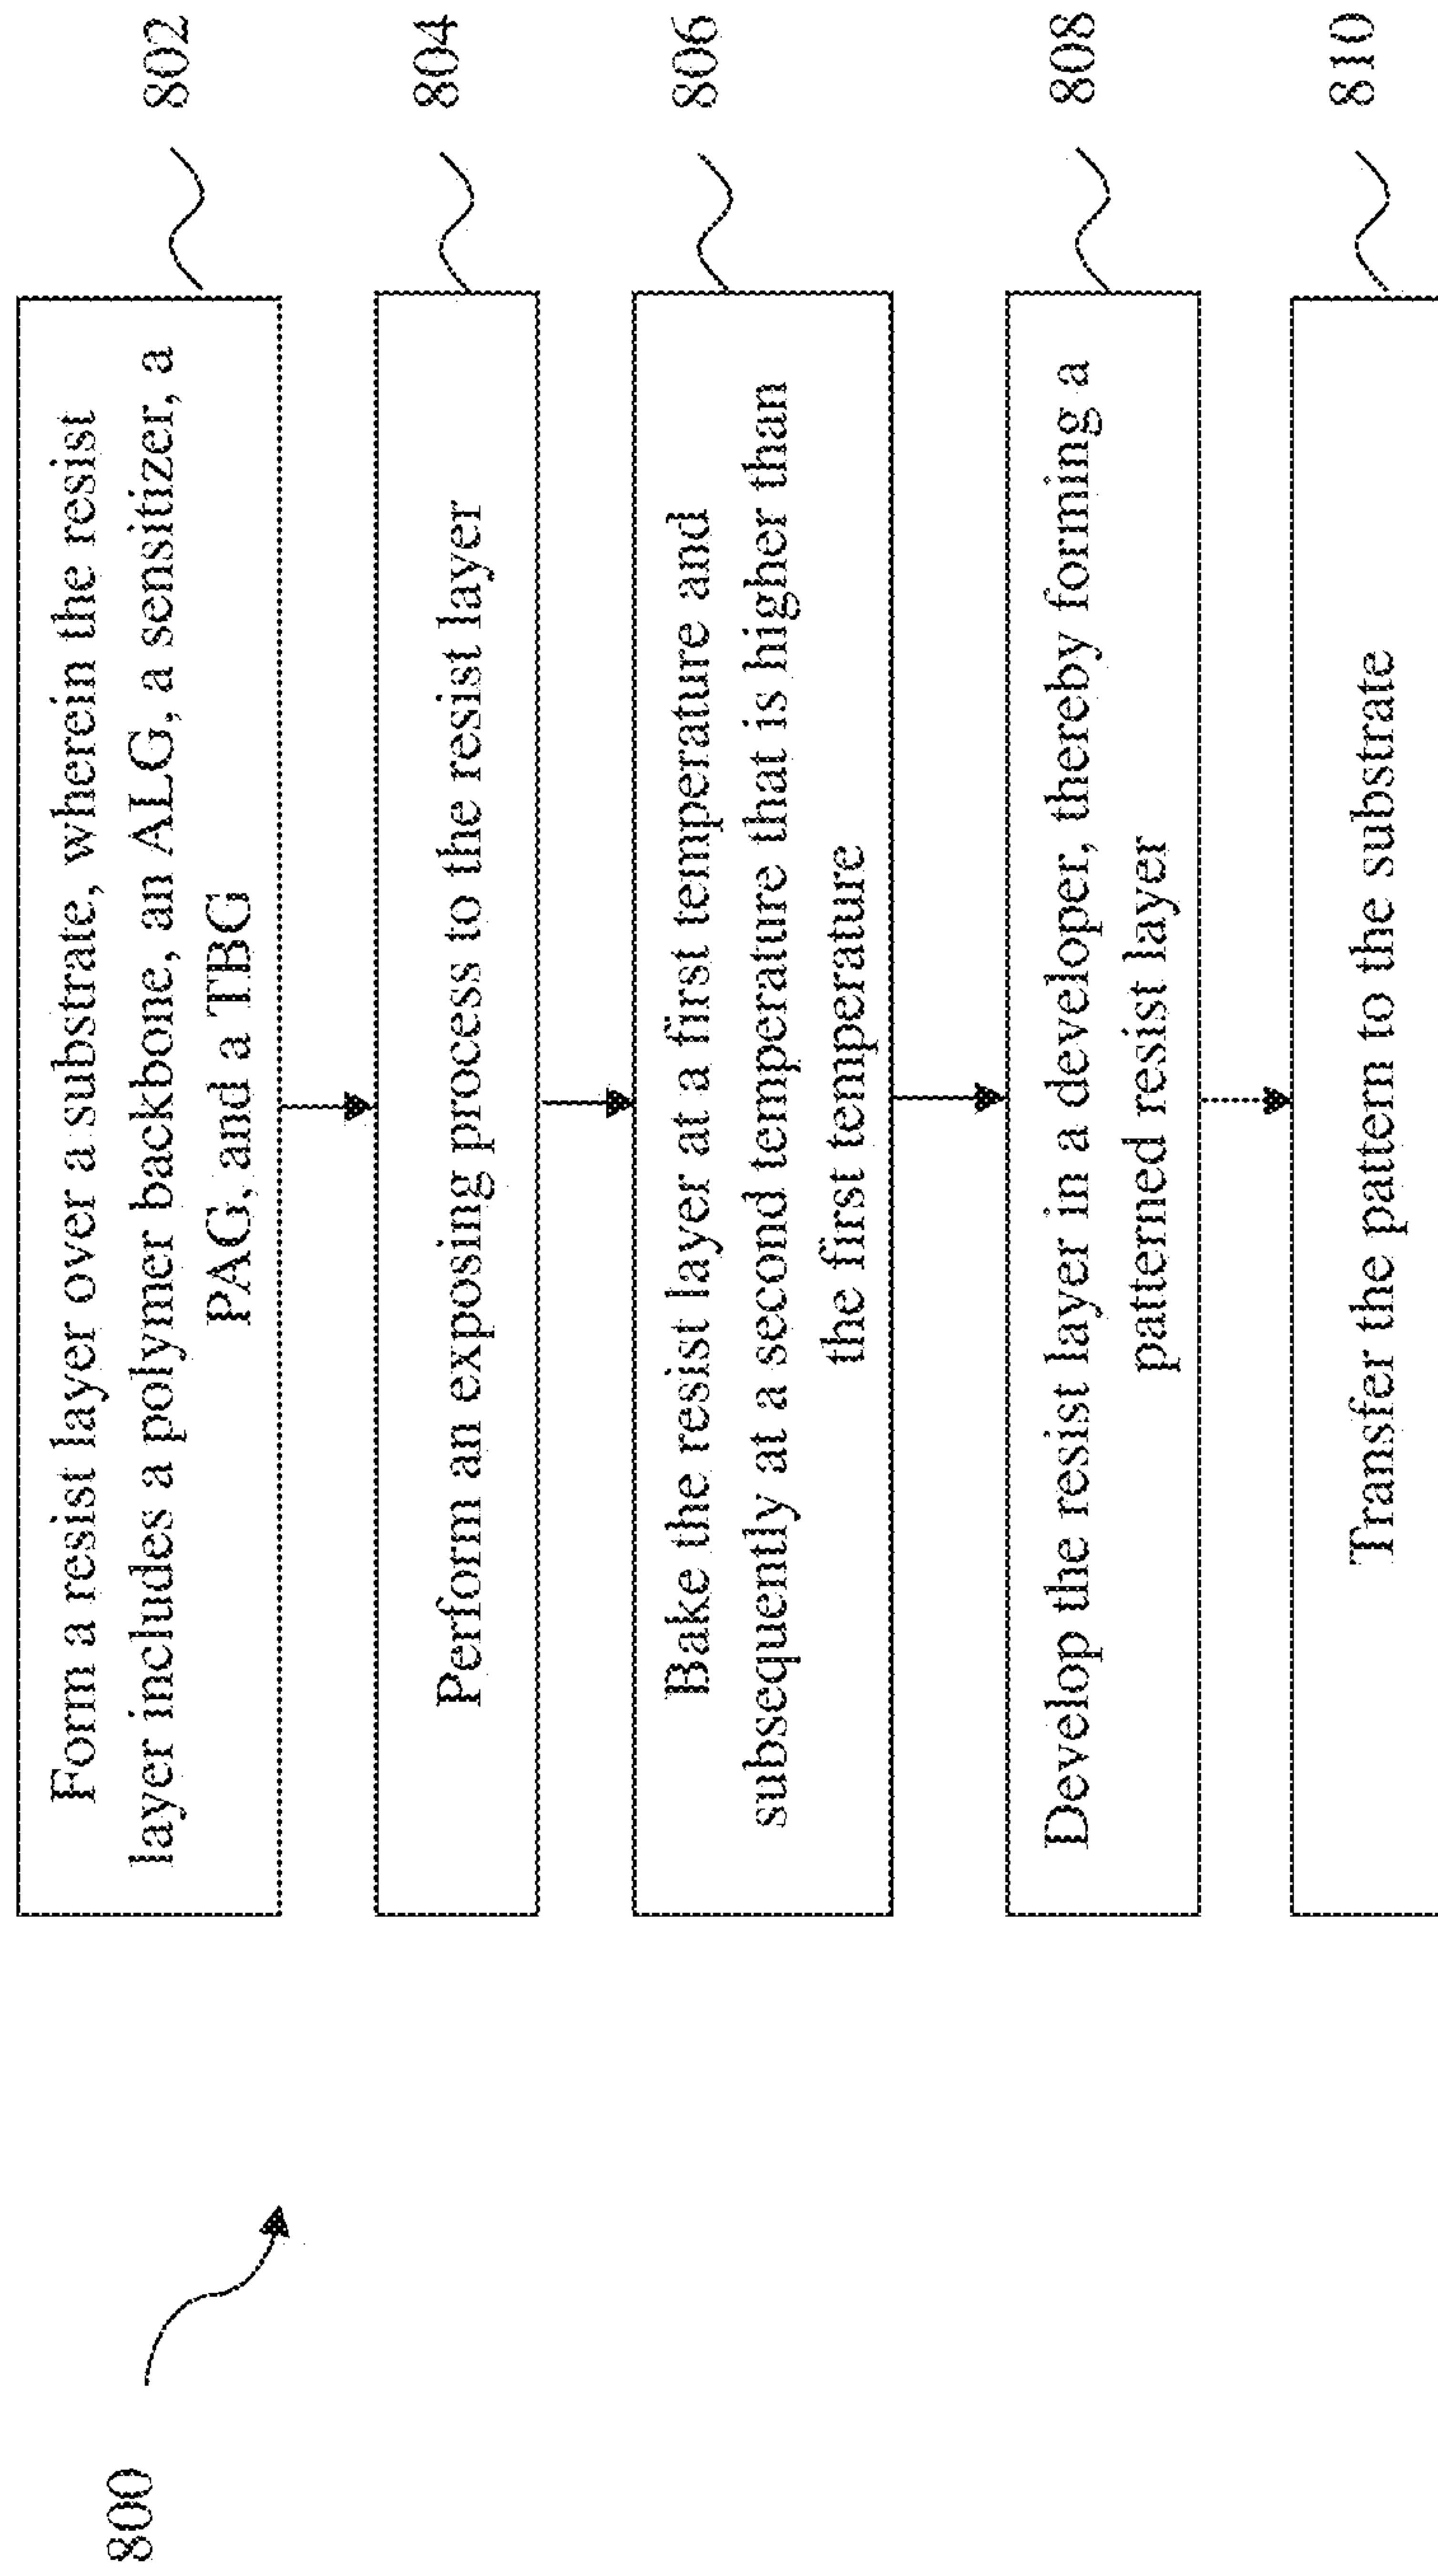 800
Form a resist layer over a substrate, wherein the resist
layer includes a polymer backbone, an ALG, a sensitizer, a
PAG, and a TBG
802
Perform an exposing process to the resist layer
804
Bake the resist layer at a first temperature and
subsequently at a second temperature that is higher than
the first temperature
806
Develop the resist layer in a developer, thereby forming a
patterned resist layer
808
Transfer the pattern to the substrate
810